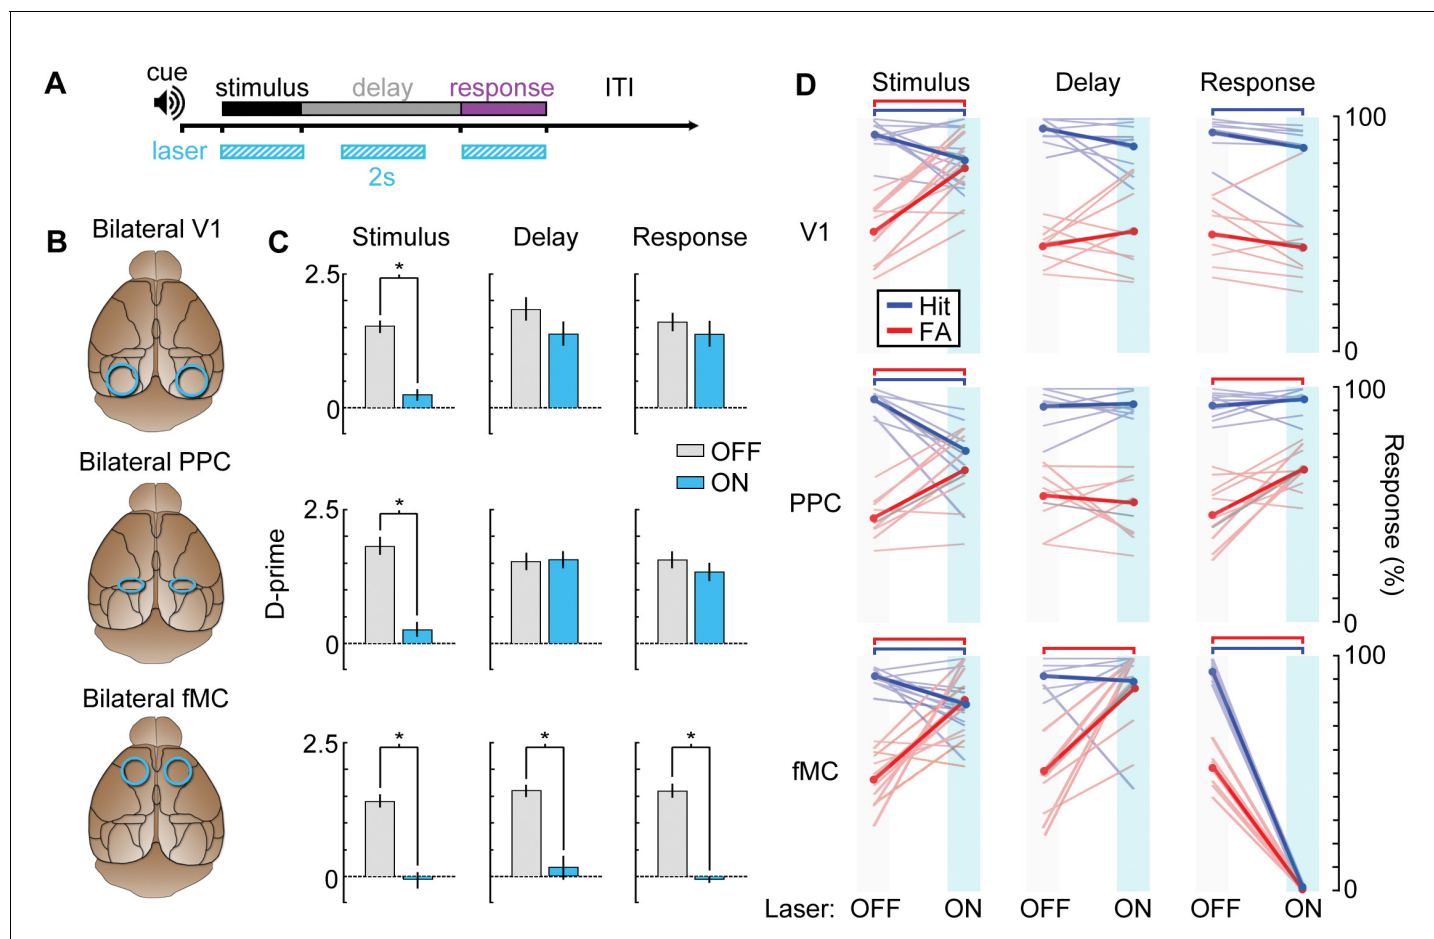 A
cue
stimulus
delay
response
ITI
laser
2s
B
Bilateral V1
Bilateral PPC
Bilateral fMC
C
Stimulus
Delay
Response
2.5
*
0
OFF
ON
2.5
*
0
D-prime
2.5
*
*
*
0
D
Stimulus
Delay
Response
V1
100
0
Hit
FA
PPC
100
0
Response (%)
fMC
100
0
Laser:
OFF
ON
OFF
ON
OFF
ON